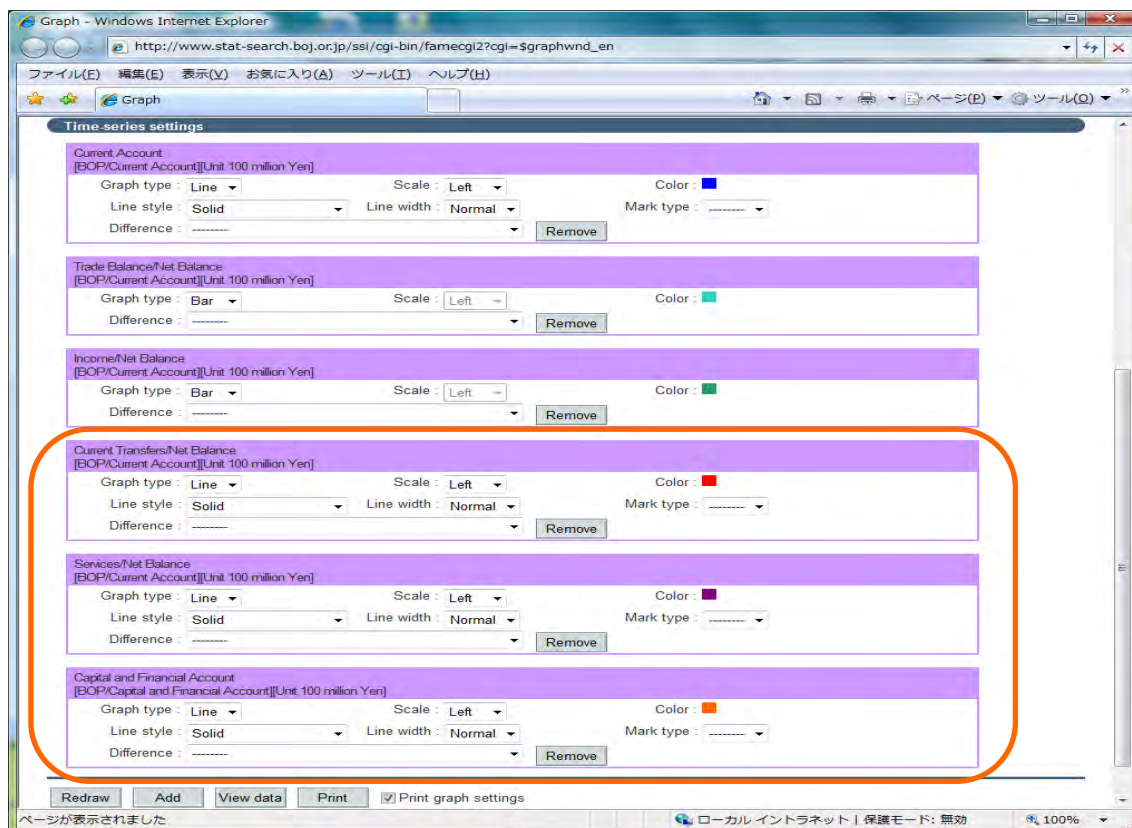 Graph - Windows Internet Explorer
http://www.stat-search.boj.or.jp/ssi/cgi-bin/famecgi2?cgi=$graphwnd_en
ファイル(F) 編集(E) 表示(V) お気に入り(A) ツール(T) ヘルプ(H)
Graph ページ(P) ツール(O) »
Time-series settings
Current Account
[BOP/Current Account][Unit 100 million Yen]
Graph type : Line Scale : Left Color :
Line style : Solid Line width : Normal Mark type : --------
Difference : -------- Remove
Trade Balance/Net Balance
[BOP/Current Account][Unit 100 million Yen]
Graph type : Bar Scale : Left Color :
Difference : -------- Remove
Income/Net Balance
[BOP/Current Account][Unit 100 million Yen]
Graph type : Bar Scale : Left Color :
Difference : -------- Remove
Current Transfers/Net Balance
[BOP/Current Account][Unit 100 million Yen]
Graph type : Line Scale : Left Color :
Line style : Solid Line width : Normal Mark type : --------
Difference : -------- Remove
Services/Net Balance
[BOP/Current Account][Unit 100 million Yen]
Graph type : Line Scale : Left Color :
Line style : Solid Line width : Normal Mark type : --------
Difference : -------- Remove
Capital and Financial Account
[BOP/Capital and Financial Account][Unit 100 million Yen]
Graph type : Line Scale : Left Color :
Line style : Solid Line width : Normal Mark type : --------
Difference : -------- Remove
Redraw Add View data Print Print graph settings
ページが表示されました ローカル イントラネット | 保護モード: 無効 100%